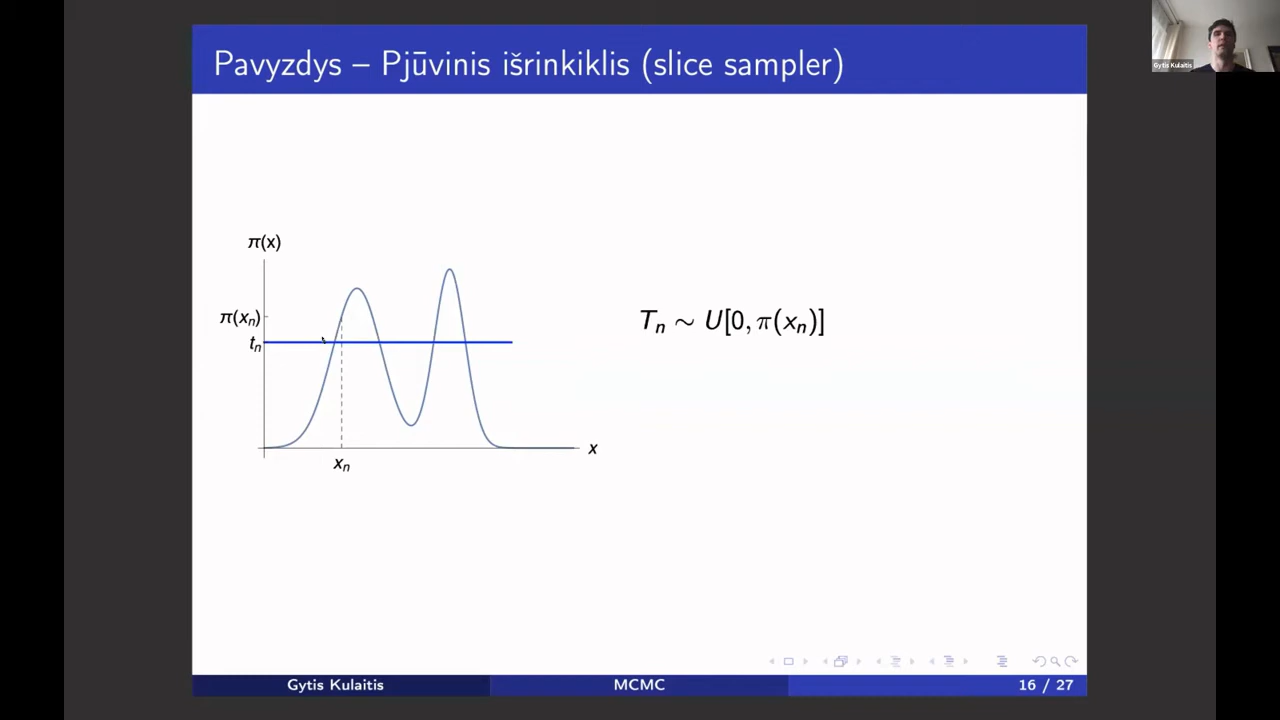 Pavyzdys – Pjūvinis išrinkiklis (slice sampler)
Gytis Kulaitis
π(x)
π(xₙ)
tₙ
xₙ
x
Tₙ ∼ U[0, π(xₙ)]
Gytis Kulaitis
MCMC
16 / 27